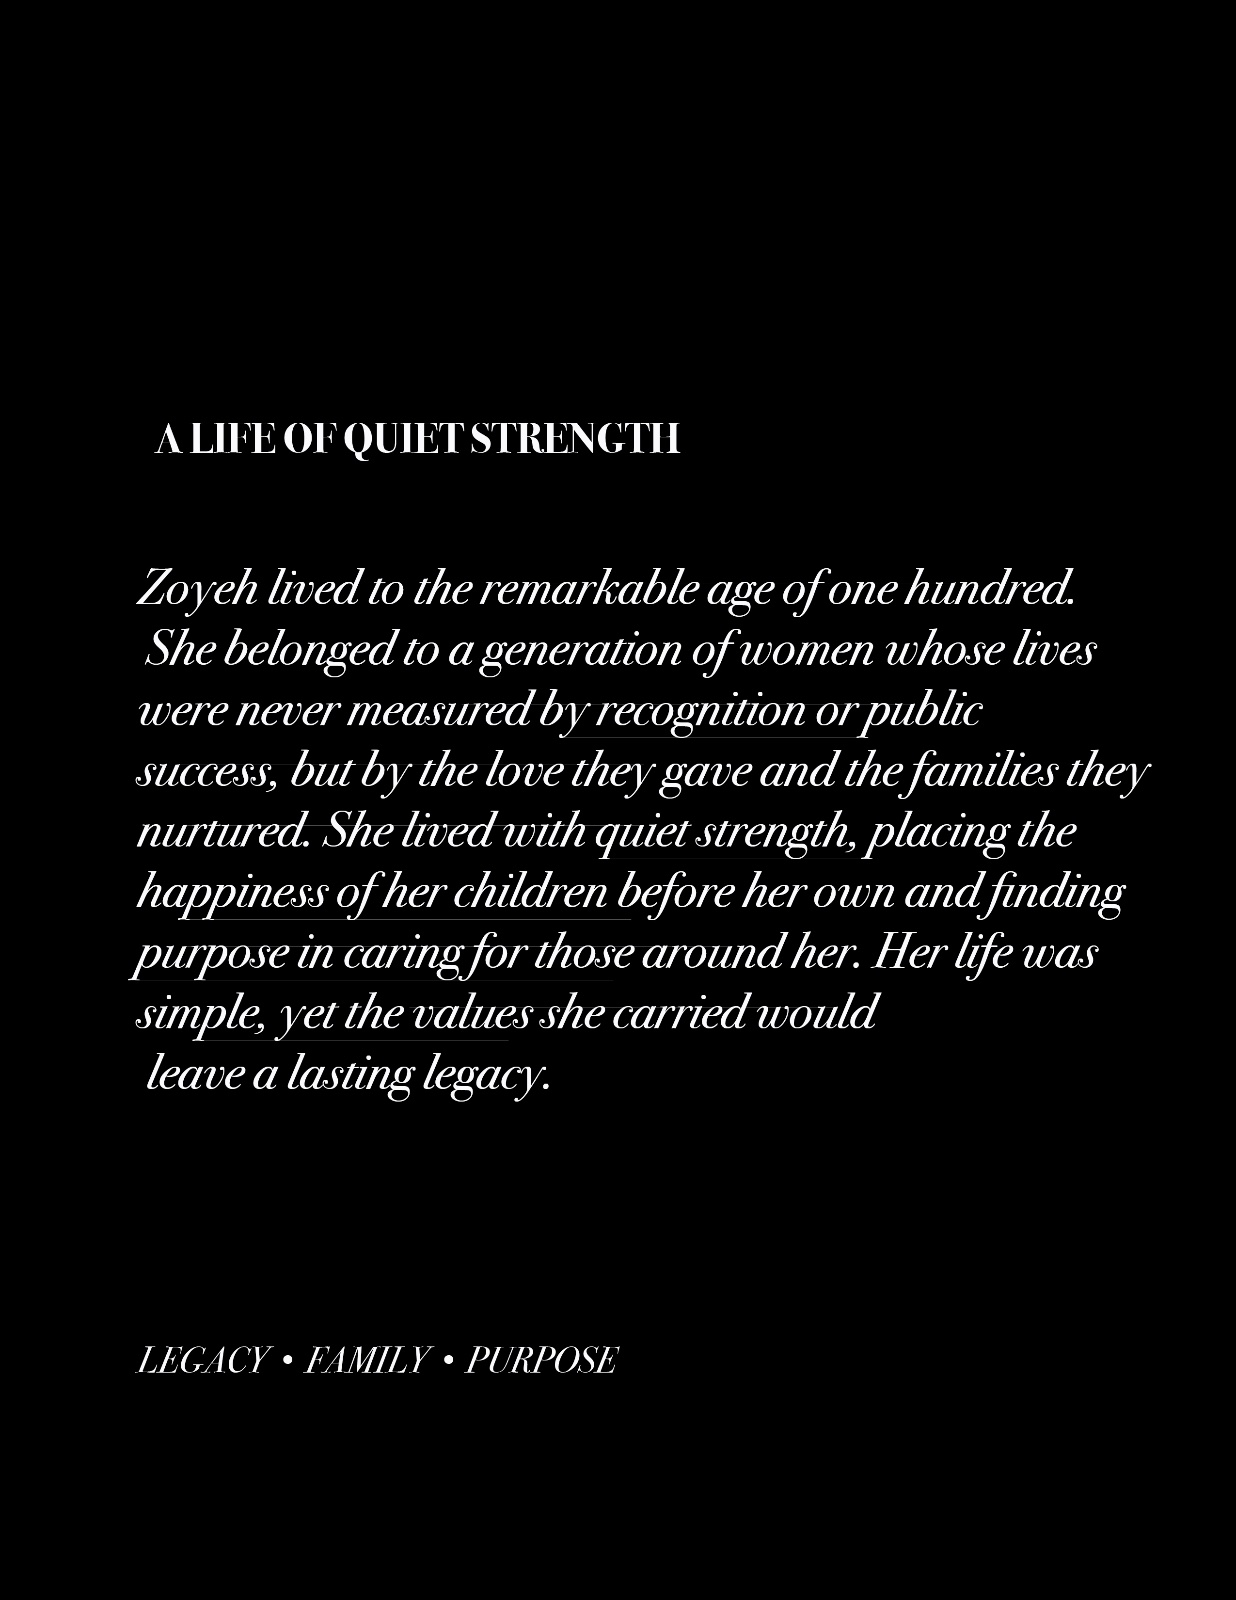 A LIFE OF QUIET STRENGTH
Zoyeh lived to the remarkable age of one hundred.
She belonged to a generation of women whose lives
were never measured by recognition or public
success, but by the love they gave and the families they
nurtured. She lived with quiet strength, placing the
happiness of her children before her own and finding
purpose in caring for those around her. Her life was
simple, yet the values she carried would
leave a lasting legacy.
LEGACY • FAMILY • PURPOSE